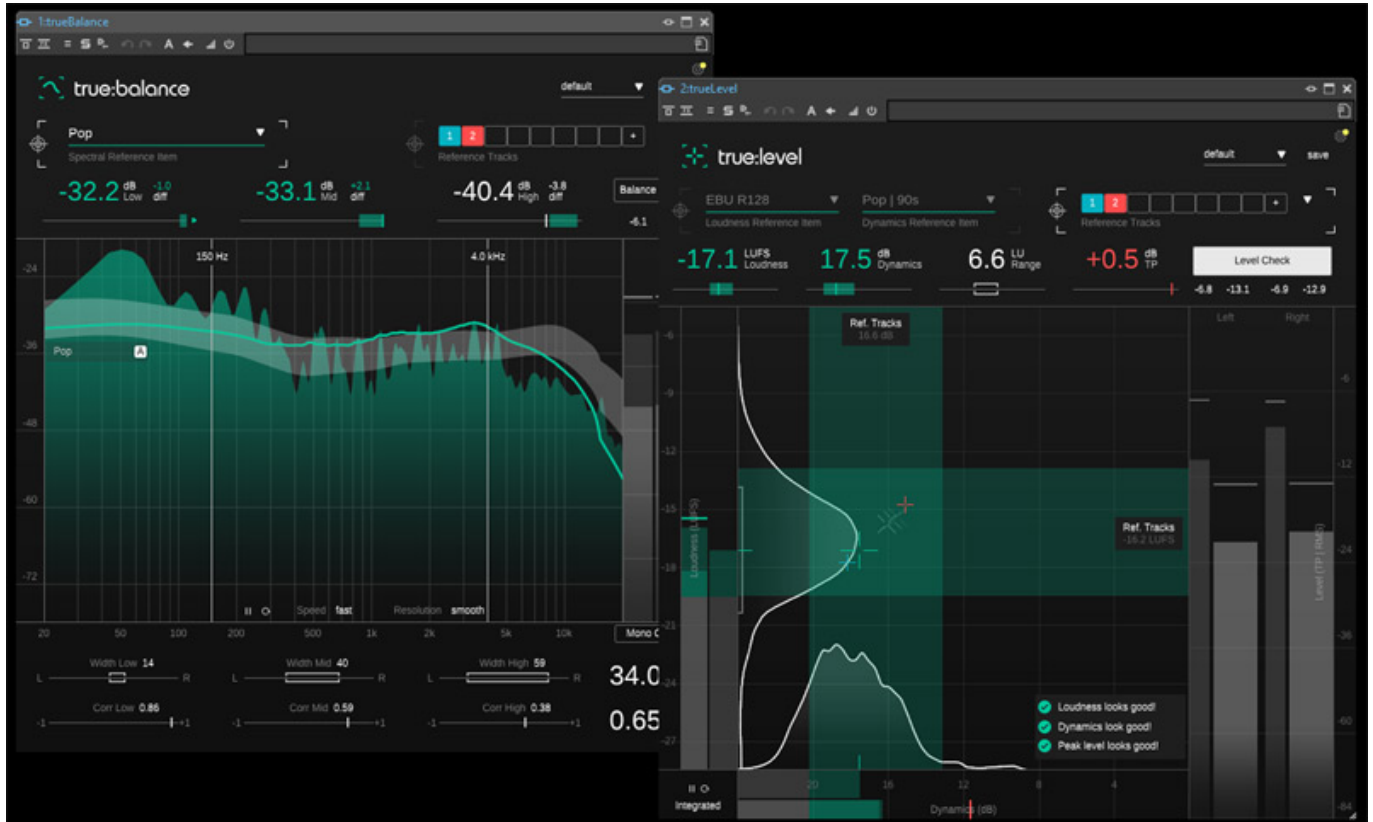 1:trueBalance
A
true:balance
default
Pop
Spectral Reference Item
1 2 +
Reference Tracks
-32.2 dB Low -1.0 diff
-33.1 dB Mid +2.1 diff
-40.4 dB High -3.8 diff
Balance
-6.1
150 Hz
4.0 kHz
-24
-36
Pop
A
-48
-60
-72
Speed fast
Resolution smooth
20 50 100 200 500 1k 2k 5k 10k
Width Low 14
Width Mid 40
Width High 59
L R
L R
L R
34.0
Corr Low 0.86
Corr Mid 0.59
Corr High 0.38
-1 +1
-1 +1
-1 +1
0.65
2:trueLevel
A
true:level
default
save
EBU R128
Loudness Reference Item
Pop | 90s
Dynamics Reference Item
1 2 +
Reference Tracks
-17.1 LUFS Loudness
17.5 dB Dynamics
6.6 LU Range
+0.5 dB TP
Level Check
-6.8 -13.1 -6.9 -12.9
Left Right
Ref. Tracks
16.6 dB
-6
-9
-12
-15
-18
-21
-24
-27
Loudness (LUFS)
Ref. Tracks
-16.2 LUFS
Loudness looks good!
Dynamics look good!
Peak level looks good!
-6
-12
-24
-36
-60
-84
Level (TP | RMS)
20 16 12 8 4
Integrated
Dynamics (dB)